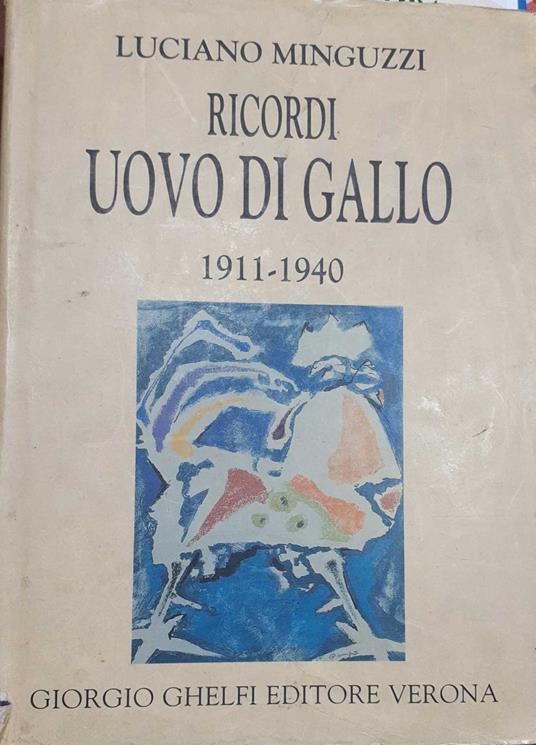 LUCIANO MINGUZZI
RICORDI
UOVO DI GALLO
1911-1940
GIORGIO GHELFI EDITORE VERONA